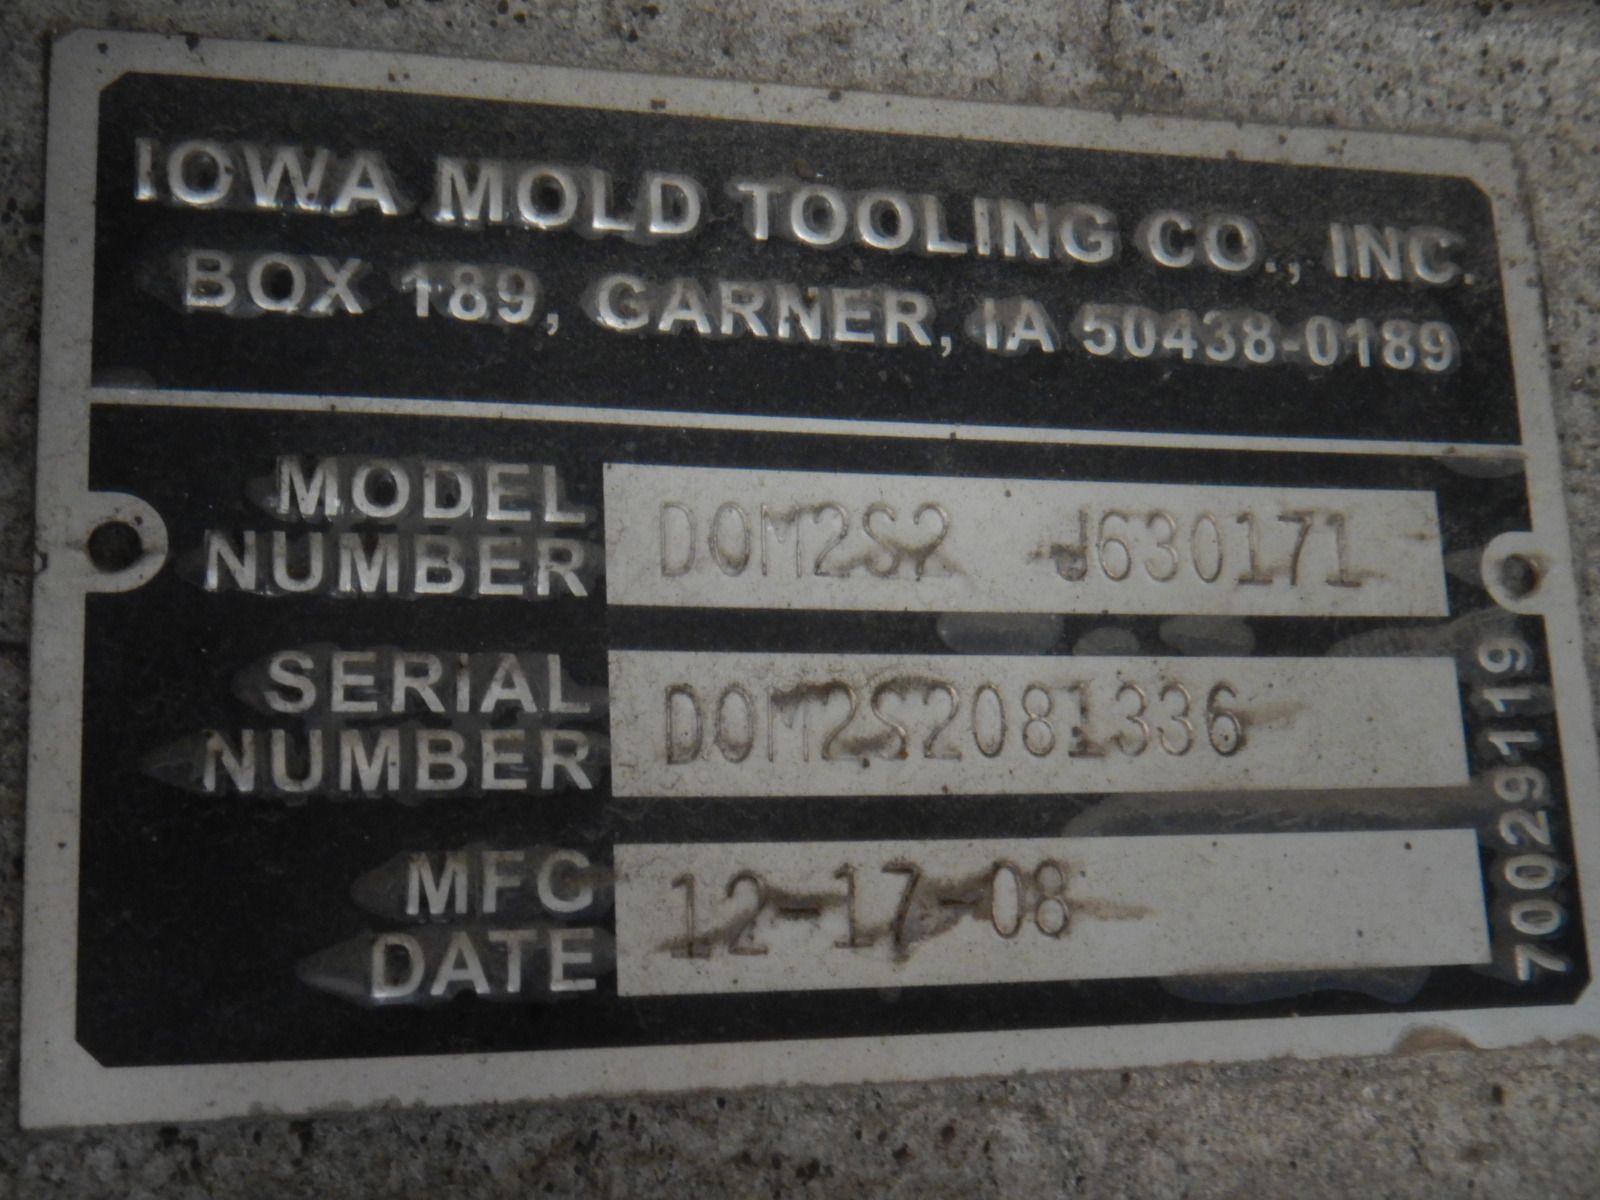 IOWA MOLD TOOLING CO., INC.
BOX 189, GARNER, IA 50438-0189
MODEL NUMBER DOM2S2 J630171
SERIAL NUMBER DOM2S2081336
MFC DATE 12-17-08
70029119